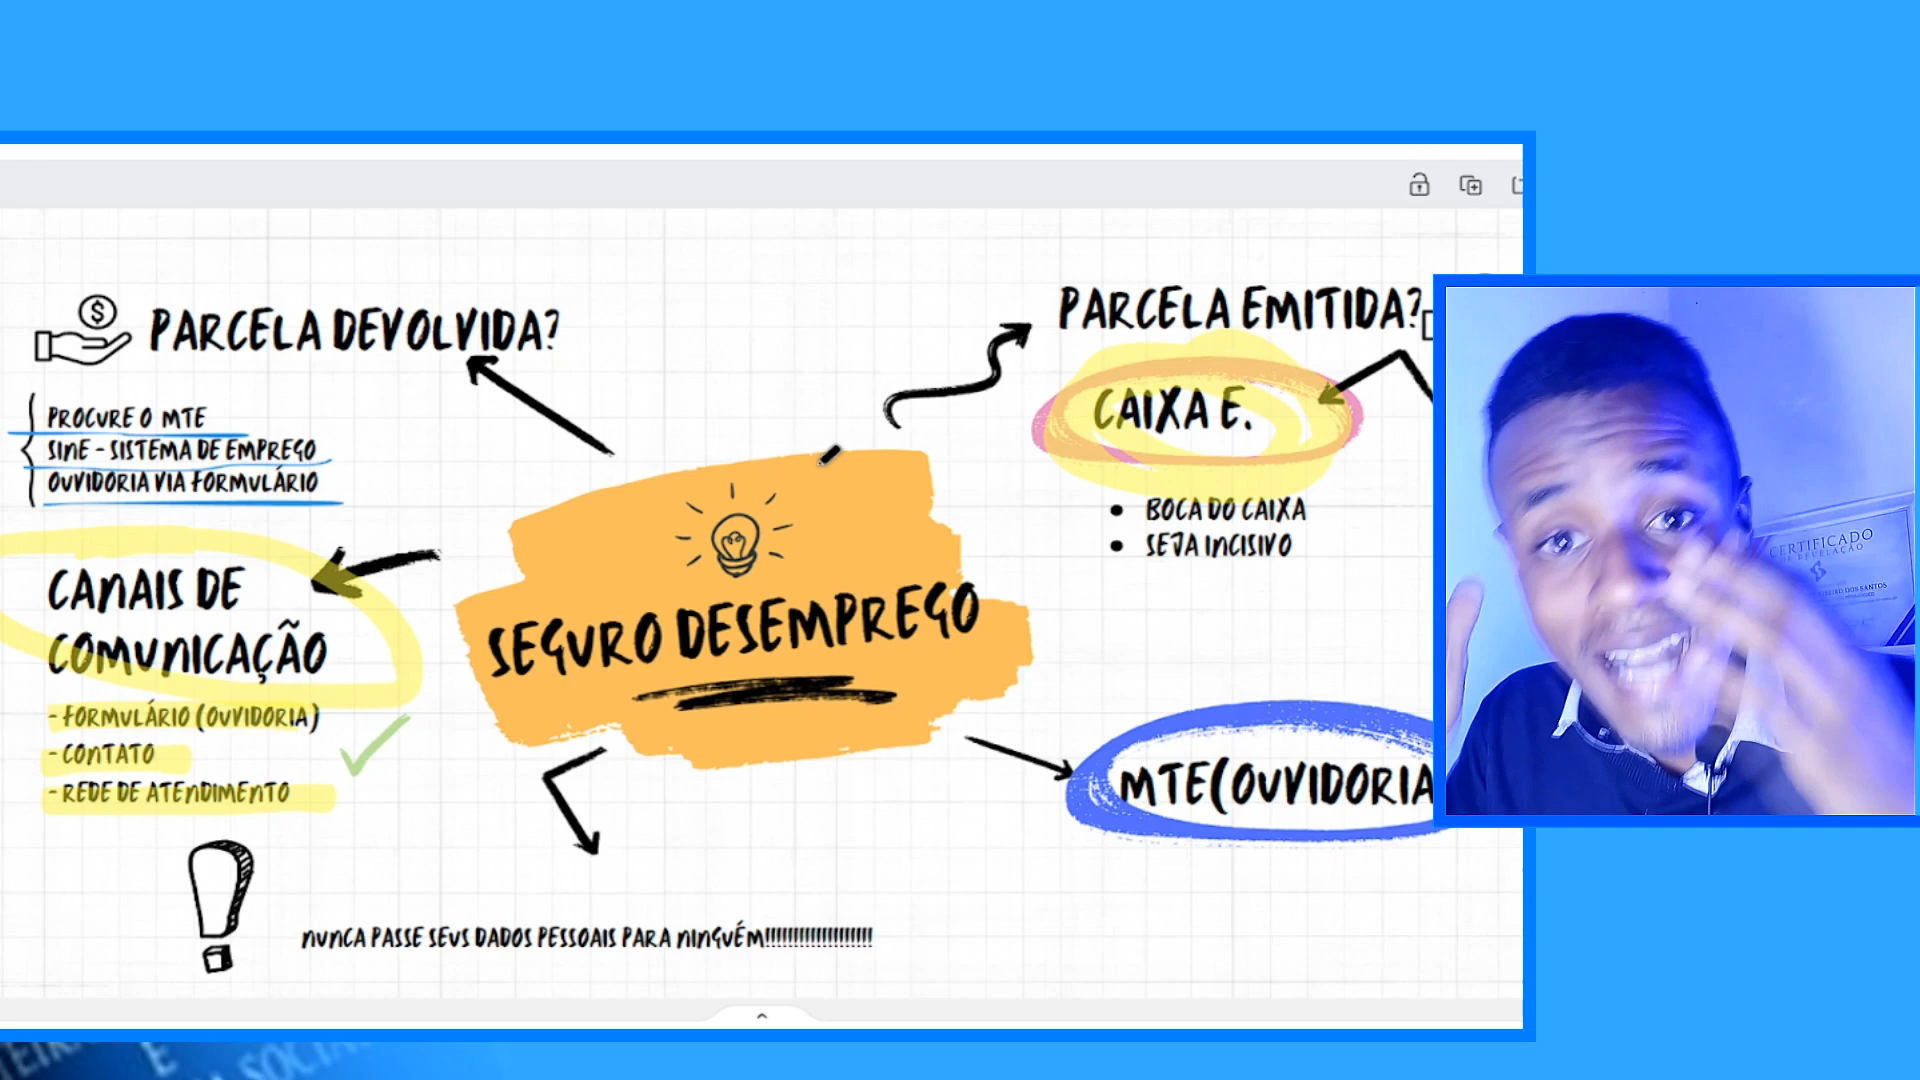 PARCELA DEVOLVIDA?
PROCURE O MTE
SINE - SISTEMA DE EMPREGO
OUVIDORIA VIA FORMULÁRIO
CANAIS DE
COMUNICAÇÃO
- FORMULÁRIO (OUVIDORIA)
- CONTATO
- REDE DE ATENDIMENTO
SEGURO DESEMPREGO
PARCELA EMITIDA?
CAIXA E.
• BOCA DO CAIXA
• SEJA INCISIVO
MTE(OUVIDORIA
NUNCA PASSE SEUS DADOS PESSOAIS PARA NINGUÉM!!!!!!!!!!!!!!!!!!!!
CERTIFICADO